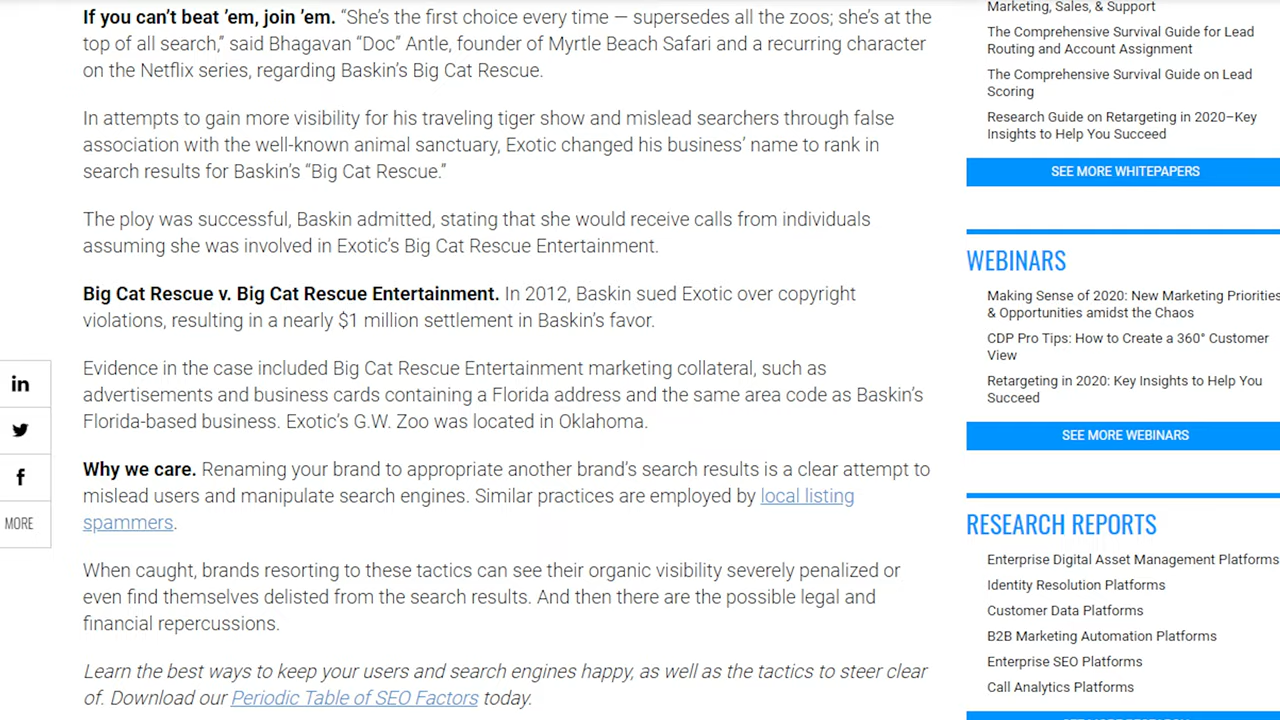 If you can’t beat ’em, join ’em. “She’s the first choice every time — supersedes all the zoos; she’s at the
top of all search,” said Bhagavan “Doc” Antle, founder of Myrtle Beach Safari and a recurring character
on the Netflix series, regarding Baskin’s Big Cat Rescue.
In attempts to gain more visibility for his traveling tiger show and mislead searchers through false
association with the well-known animal sanctuary, Exotic changed his business’ name to rank in
search results for Baskin’s “Big Cat Rescue.”
The ploy was successful, Baskin admitted, stating that she would receive calls from individuals
assuming she was involved in Exotic’s Big Cat Rescue Entertainment.
Big Cat Rescue v. Big Cat Rescue Entertainment. In 2012, Baskin sued Exotic over copyright
violations, resulting in a nearly $1 million settlement in Baskin’s favor.
Evidence in the case included Big Cat Rescue Entertainment marketing collateral, such as
advertisements and business cards containing a Florida address and the same area code as Baskin’s
Florida-based business. Exotic’s G.W. Zoo was located in Oklahoma.
Why we care. Renaming your brand to appropriate another brand’s search results is a clear attempt to
mislead users and manipulate search engines. Similar practices are employed by local listing
spammers.
When caught, brands resorting to these tactics can see their organic visibility severely penalized or
even find themselves delisted from the search results. And then there are the possible legal and
financial repercussions.
Learn the best ways to keep your users and search engines happy, as well as the tactics to steer clear
of. Download our Periodic Table of SEO Factors today.
in
f
MORE
Marketing, Sales, & Support
The Comprehensive Survival Guide for Lead
Routing and Account Assignment
The Comprehensive Survival Guide on Lead
Scoring
Research Guide on Retargeting in 2020–Key
Insights to Help You Succeed
SEE MORE WHITEPAPERS
WEBINARS
Making Sense of 2020: New Marketing Priorities
& Opportunities amidst the Chaos
CDP Pro Tips: How to Create a 360° Customer
View
Retargeting in 2020: Key Insights to Help You
Succeed
SEE MORE WEBINARS
RESEARCH REPORTS
Enterprise Digital Asset Management Platforms
Identity Resolution Platforms
Customer Data Platforms
B2B Marketing Automation Platforms
Enterprise SEO Platforms
Call Analytics Platforms